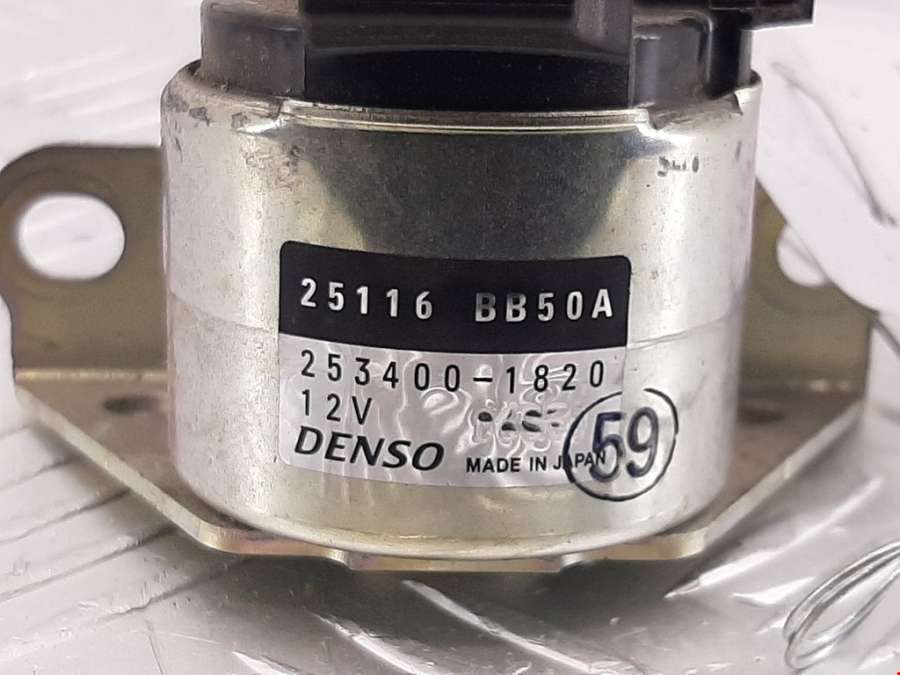 25116 BB50A
253400-1820
12V
DENSO MADE IN JAPAN 59